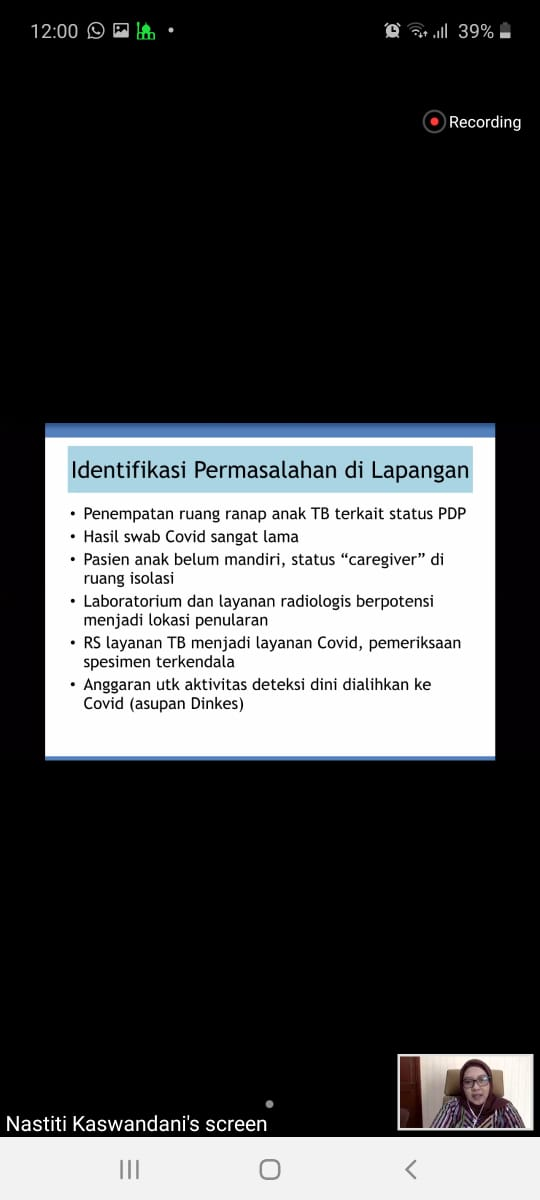 12:00
39%
Recording
Identifikasi Permasalahan di Lapangan
• Penempatan ruang ranap anak TB terkait status PDP
• Hasil swab Covid sangat lama
• Pasien anak belum mandiri, status “caregiver” di
ruang isolasi
• Laboratorium dan layanan radiologis berpotensi
menjadi lokasi penularan
• RS layanan TB menjadi layanan Covid, pemeriksaan
spesimen terkendala
• Anggaran utk aktivitas deteksi dini dialihkan ke
Covid (asupan Dinkes)
Nastiti Kaswandani's screen